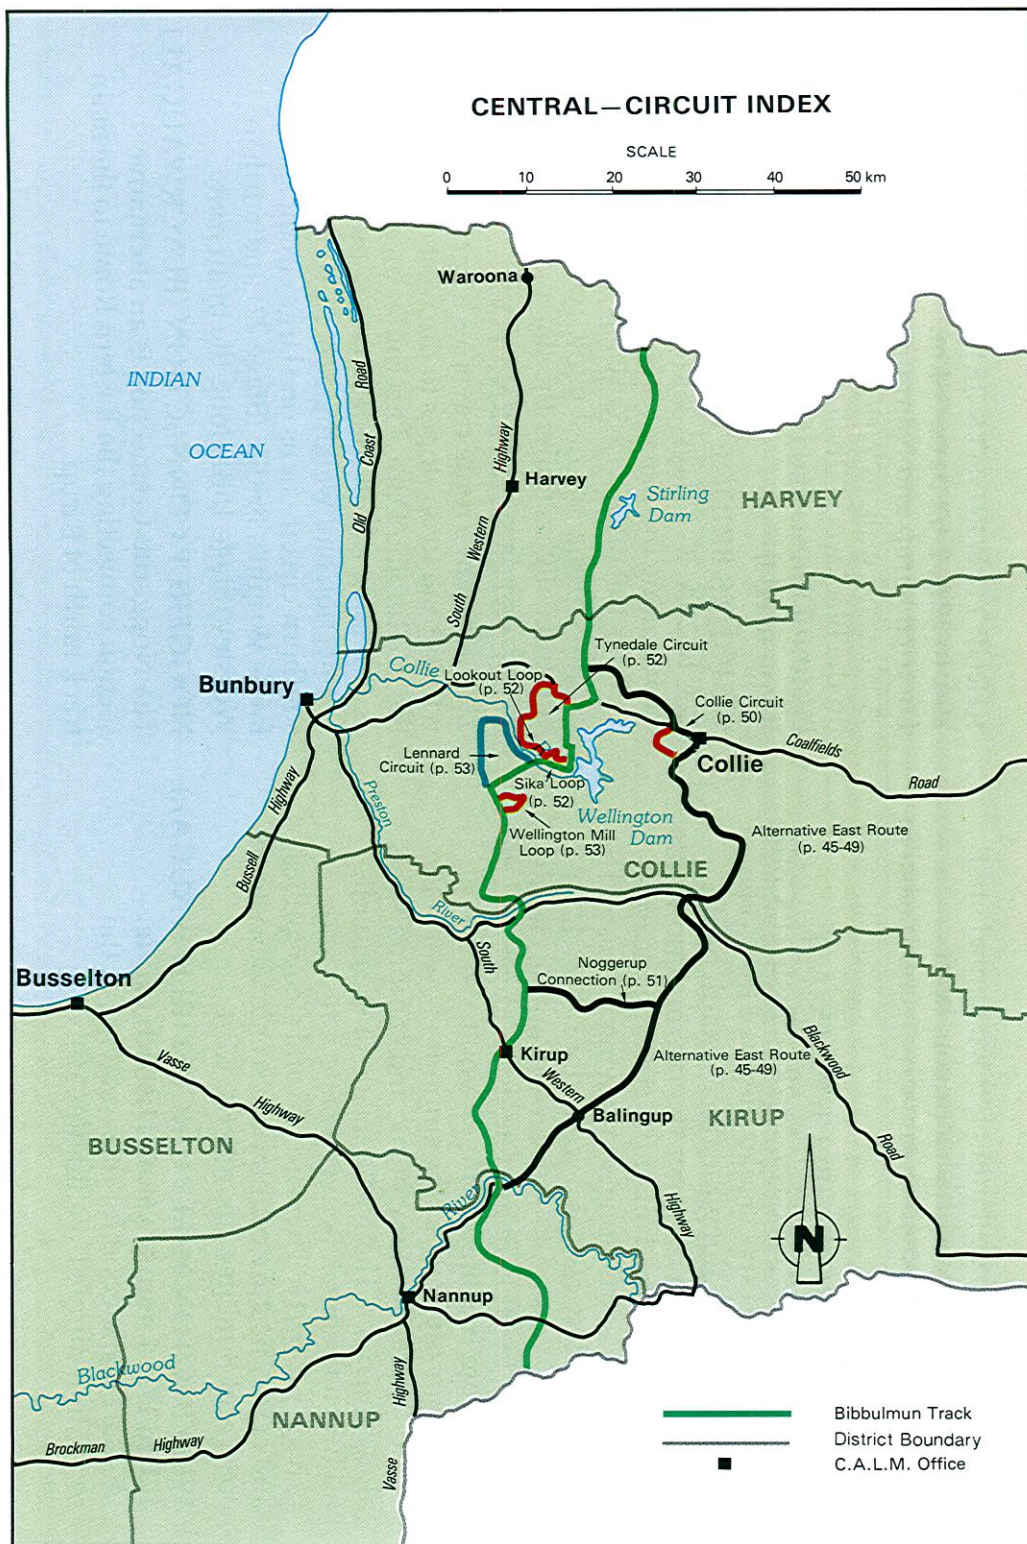 CENTRAL—CIRCUIT INDEX
SCALE
0 10 20 30 40 50 km
Waroona
INDIAN
OCEAN
Road
Coast
Old
Highway
Western
South
Harvey
Stirling
Dam
HARVEY
Tynedale Circuit
(p. 52)
Collie
Lookout Loop
(p. 52)
Bunbury
Collie Circuit
(p. 50)
Collie
Coalfields
Road
Lennard
Circuit (p. 53)
Sika Loop
(p. 52)
Wellington
Dam
Wellington Mill
Loop (p. 53)
Alternative East Route
(p. 45-49)
COLLIE
Preston
River
Highway
Bussell
South
Noggerup
Connection (p. 51)
Busselton
Kirup
Alternative East Route
(p. 45-49)
Blackwood
Road
Vasse
Highway
Western
Balingup
KIRUP
BUSSELTON
Highway
River
N
Nannup
Blackwood
Highway
NANNUP
Brockman
Highway
Vasse
Bibbulmun Track
District Boundary
C.A.L.M. Office